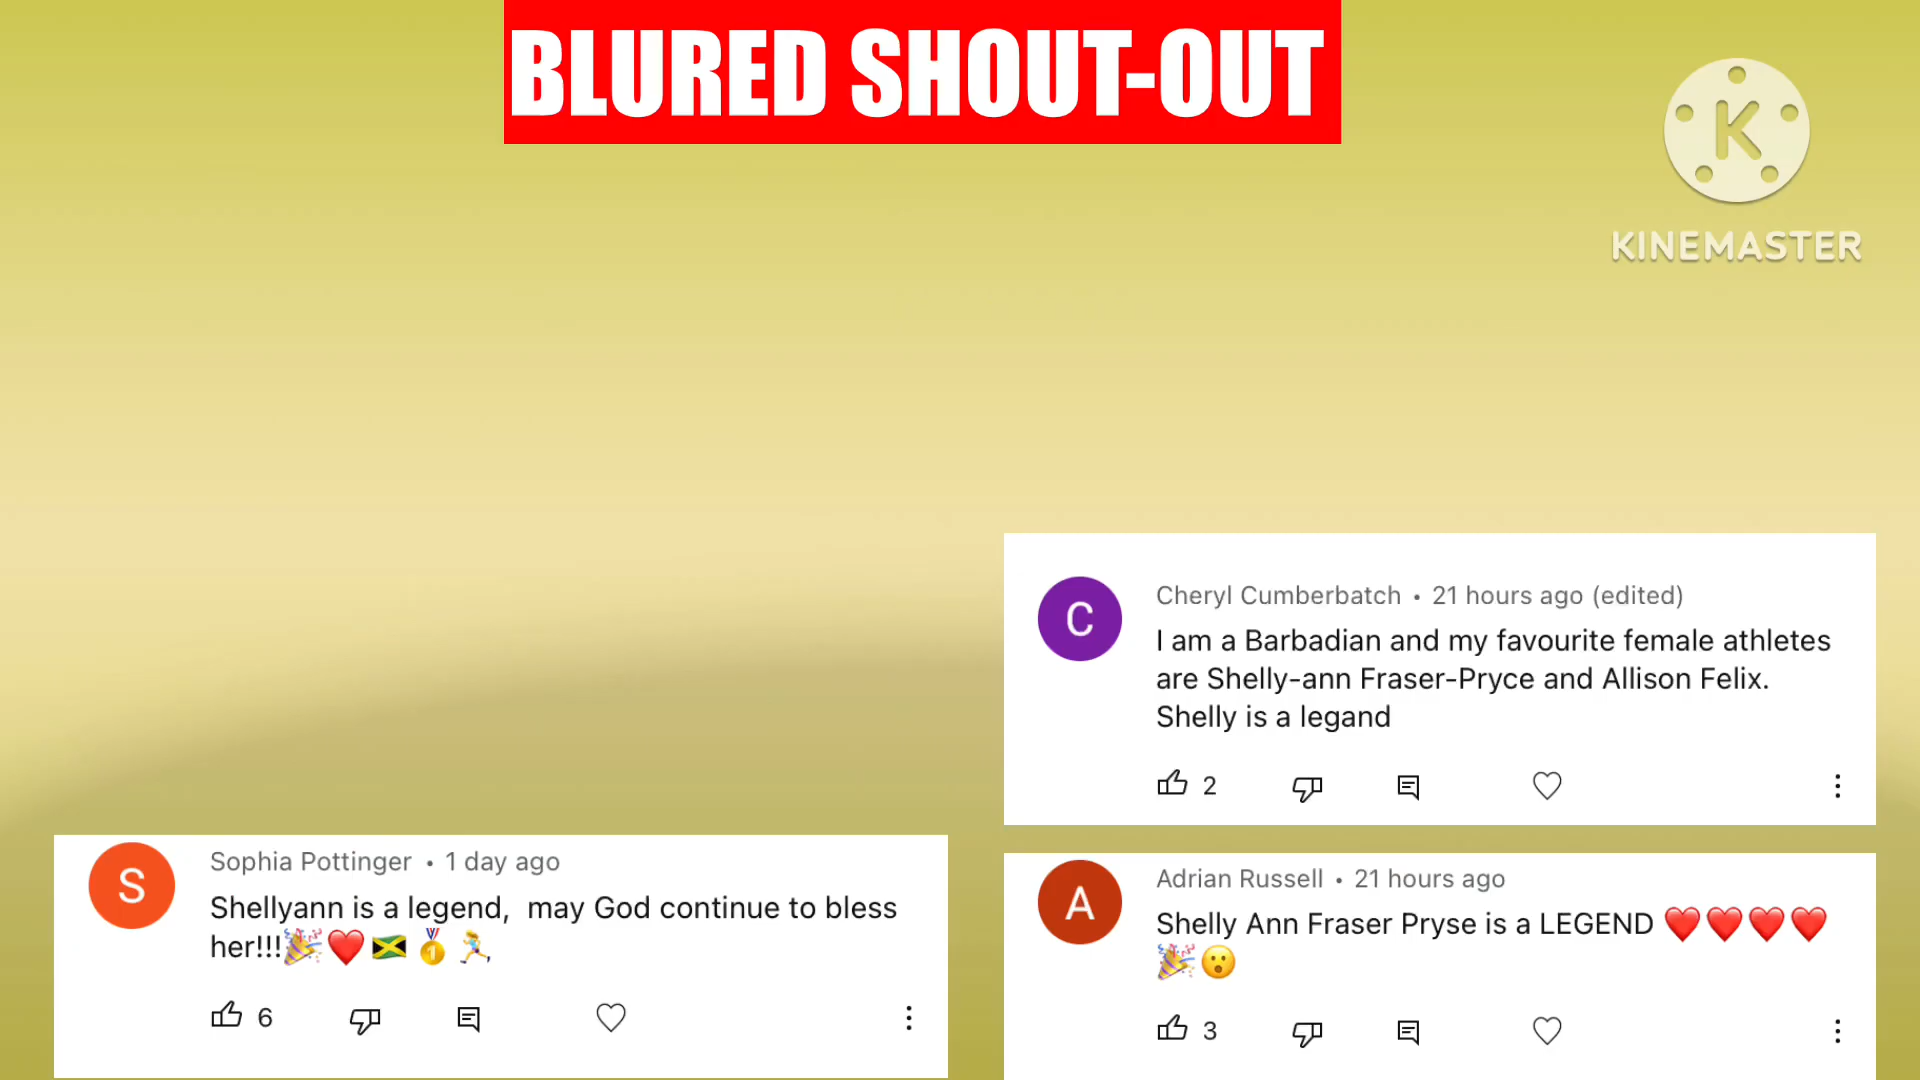 BLURED SHOUT-OUT
K
KINEMASTER
C
Cheryl Cumberbatch • 21 hours ago (edited)
I am a Barbadian and my favourite female athletes
are Shelly-ann Fraser-Pryce and Allison Felix.
Shelly is a legand
2
S
Sophia Pottinger • 1 day ago
Shellyann is a legend,  may God continue to bless
her!!!🎉❤️🇯🇲🥇🏃‍♀️,
6
A
Adrian Russell • 21 hours ago
Shelly Ann Fraser Pryse is a LEGEND ❤️❤️❤️❤️
🎉😮
3